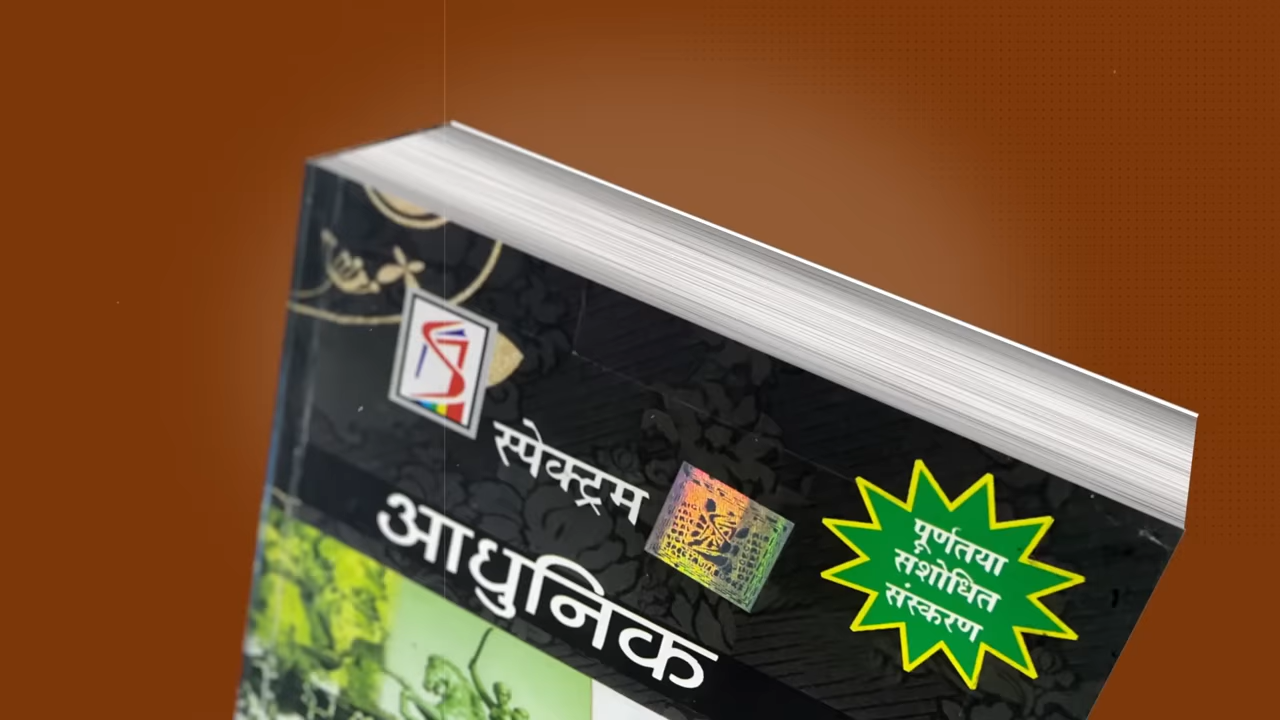 स्पेक्ट्रम
आधुनिक
पूर्णतया
संशोधित
संस्करण